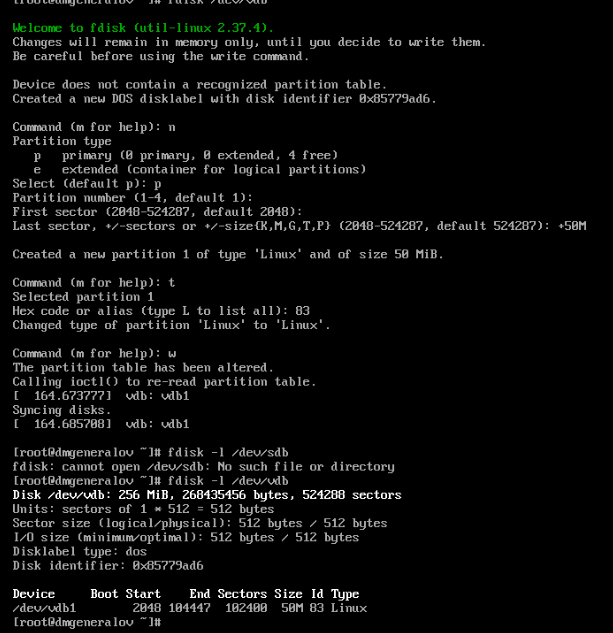 [root@dmgeneralov ~]# fdisk /dev/vdb
Welcome to fdisk (util-linux 2.37.4).
Changes will remain in memory only, until you decide to write them.
Be careful before using the write command.
Device does not contain a recognized partition table.
Created a new DOS disklabel with disk identifier 0x85779ad6.
Command (m for help): n
Partition type
   p   primary (0 primary, 0 extended, 4 free)
   e   extended (container for logical partitions)
Select (default p): p
Partition number (1-4, default 1):
First sector (2048-524287, default 2048):
Last sector, +/-sectors or +/-size{K,M,G,T,P} (2048-524287, default 524287): +50M
Created a new partition 1 of type 'Linux' and of size 50 MiB.
Command (m for help): t
Selected partition 1
Hex code or alias (type L to list all): 83
Changed type of partition 'Linux' to 'Linux'.
Command (m for help): w
The partition table has been altered.
Calling ioctl() to re-read partition table.
[  164.673777]  vdb: vdb1
Syncing disks.
[  164.685708]  vdb: vdb1
[root@dmgeneralov ~]# fdisk -l /dev/sdb
fdisk: cannot open /dev/sdb: No such file or directory
[root@dmgeneralov ~]# fdisk -l /dev/vdb
Disk /dev/vdb: 256 MiB, 268435456 bytes, 524288 sectors
Units: sectors of 1 * 512 = 512 bytes
Sector size (logical/physical): 512 bytes / 512 bytes
I/O size (minimum/optimal): 512 bytes / 512 bytes
Disklabel type: dos
Disk identifier: 0x85779ad6
Device     Boot Start    End Sectors Size Id Type
/dev/vdb1        2048 104447  102400  50M 83 Linux
[root@dmgeneralov ~]#